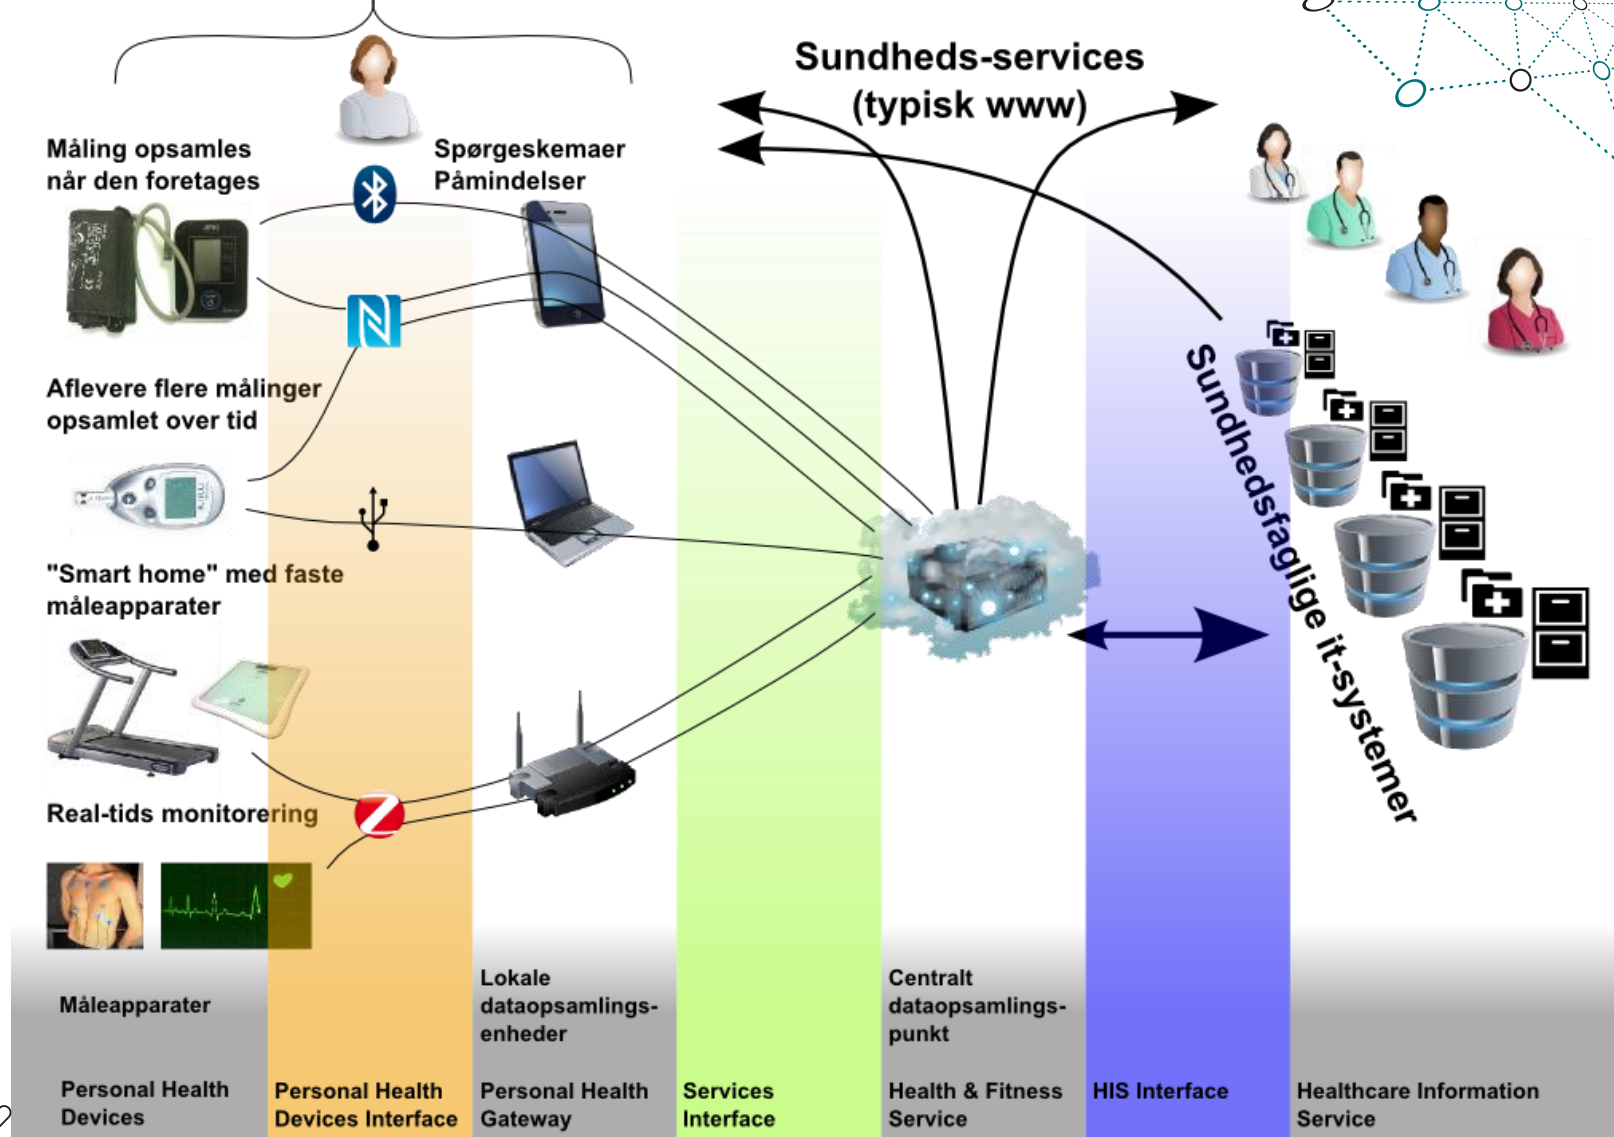 Sundheds-services
(typisk www)
Måling opsamles
når den foretages
Spørgeskemaer
Påmindelser
Aflevere flere målinger
opsamlet over tid
"Smart home" med faste
måleapparater
Real-tids monitorering
Sundhedsfaglige it-systemer
Måleapparater
Lokale
dataopsamlings-
enheder
Centralt
dataopsamlings-
punkt
Personal Health
Devices
Personal Health
Devices Interface
Personal Health
Gateway
Services
Interface
Health & Fitness
Service
HIS Interface
Healthcare Information
Service